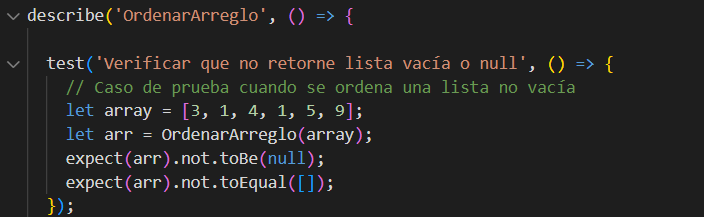 describe('OrdenarArreglo', () => {
test('Verificar que no retorne lista vacía o null', () => {
// Caso de prueba cuando se ordena una lista no vacía
let array = [3, 1, 4, 1, 5, 9];
let arr = OrdenarArreglo(array);
expect(arr).not.toBe(null);
expect(arr).not.toEqual([]);
});